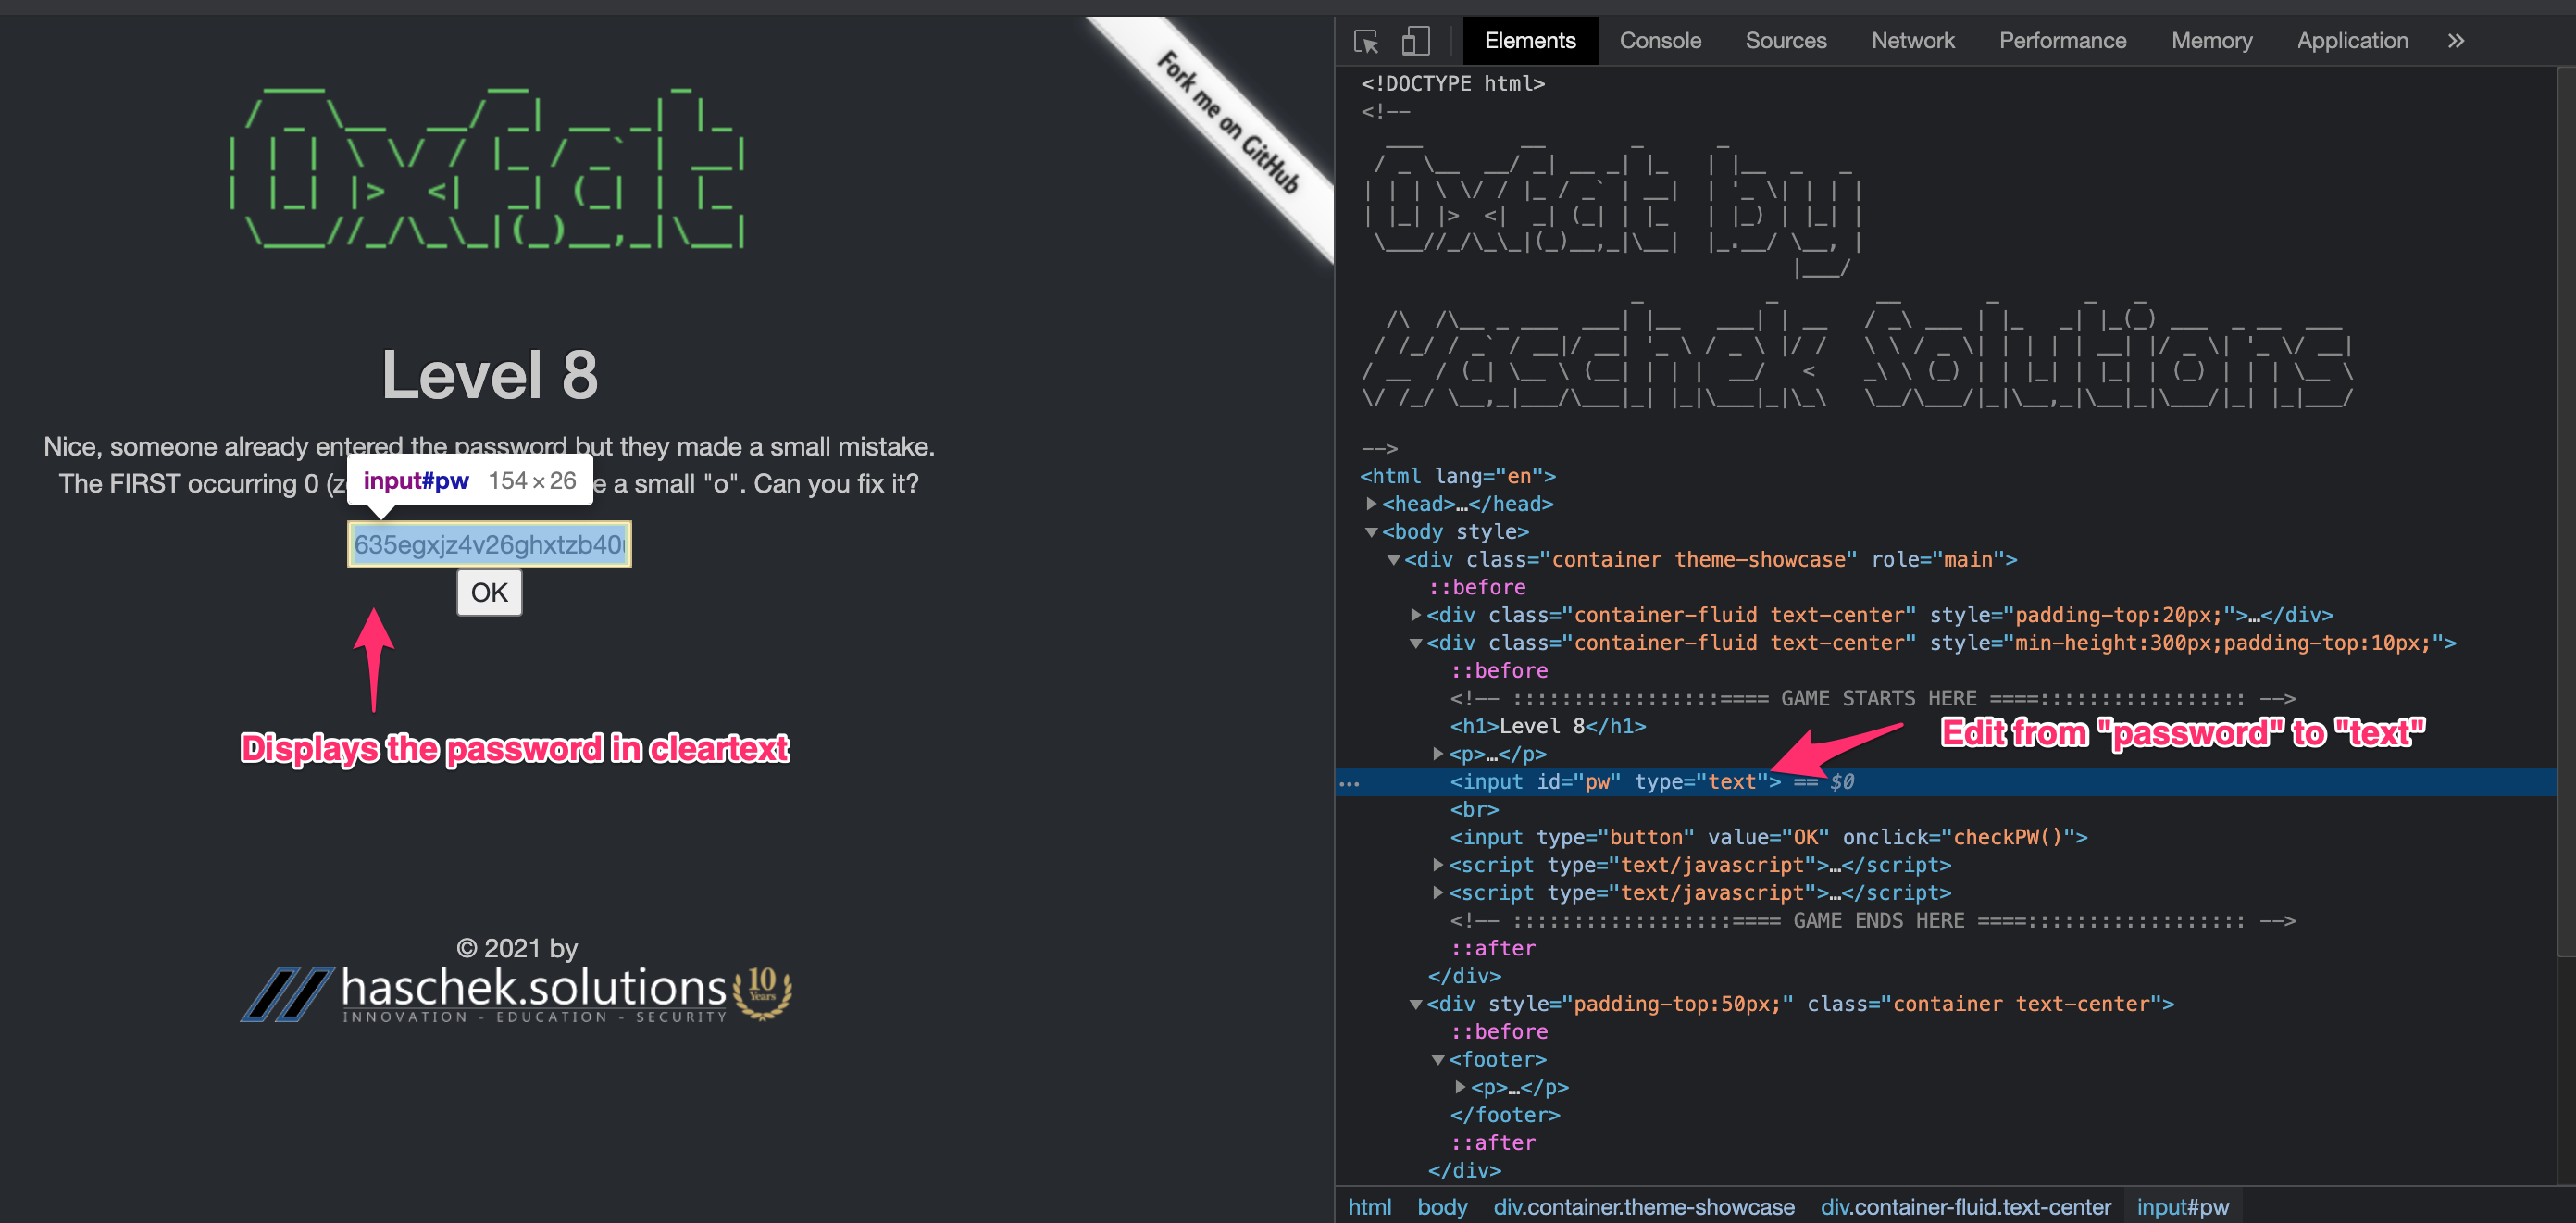 Fork me on GitHub
Level 8
Nice, someone already entered the password but they made a small mistake.
The FIRST occurring 0 (z e a small "o". Can you fix it?
input#pw 154 × 26
635egxjz4v26ghxtzb40
OK
Displays the password in cleartext
© 2021 by
haschek.solutions
INNOVATION - EDUCATION - SECURITY
10
Years
Elements Console Sources Network Performance Memory Application »
<!DOCTYPE html>
<!--
-->
<html lang="en">
<head>…</head>
<body style>
<div class="container theme-showcase" role="main">
::before
<div class="container-fluid text-center" style="padding-top:20px;">…</div>
<div class="container-fluid text-center" style="min-height:300px;padding-top:10px;">
::before
<!-- :::::::::::::::::==== GAME STARTS HERE ====::::::::::::::::: -->
<h1>Level 8</h1>
<p>…</p>
Edit from "password" to "text"
<input id="pw" type="text"> == $0
<br>
<input type="button" value="OK" onclick="checkPW()">
<script type="text/javascript">…</script>
<script type="text/javascript">…</script>
<!-- ::::::::::::::::::==== GAME ENDS HERE ====:::::::::::::::::: -->
::after
</div>
<div style="padding-top:50px;" class="container text-center">
::before
<footer>
<p>…</p>
</footer>
::after
</div>
html body div.container.theme-showcase div.container-fluid.text-center input#pw